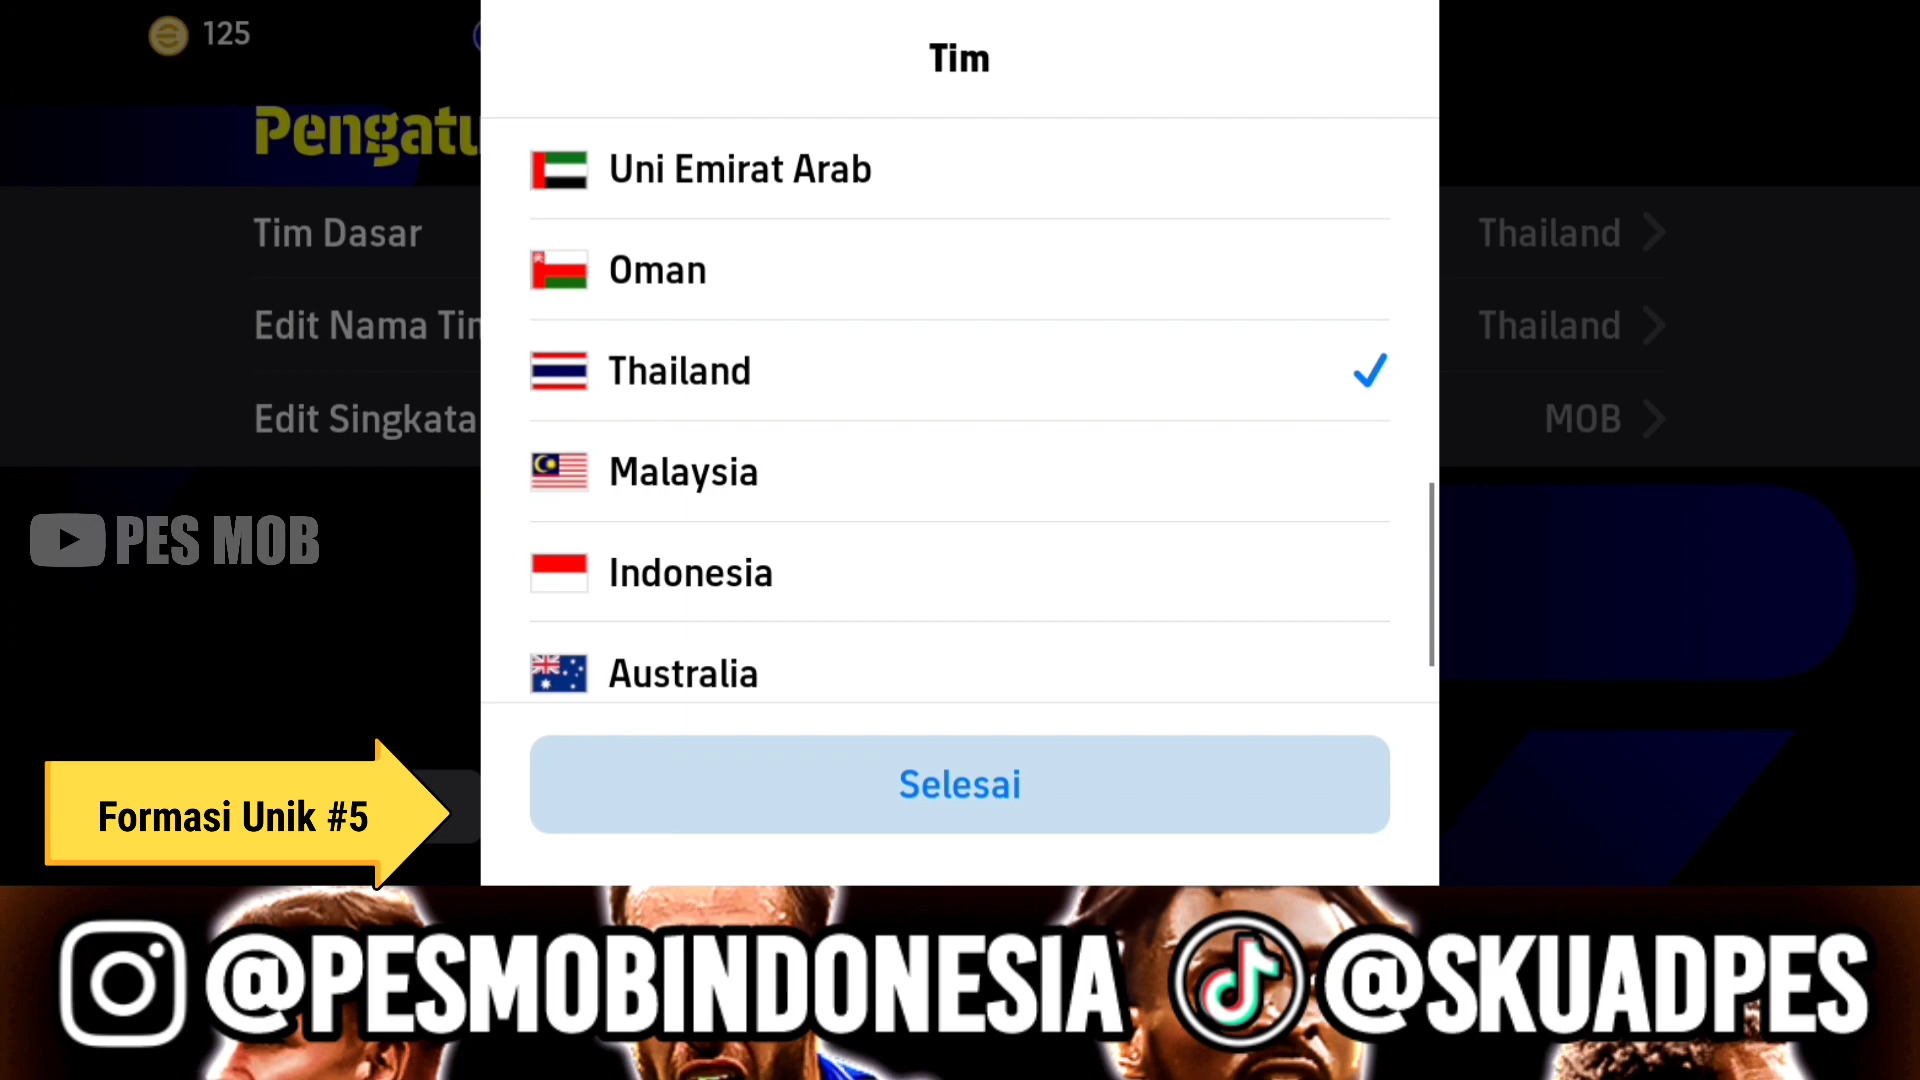 125
Tim
Pengatu
Uni Emirat Arab
Tim Dasar
Thailand
Oman
Edit Nama Tim
Thailand
Thailand
Edit Singkata
MOB
Malaysia
PES MOB
Indonesia
Australia
Selesai
Formasi Unik #5
@PESMOBINDONESIA
@SKUADPES